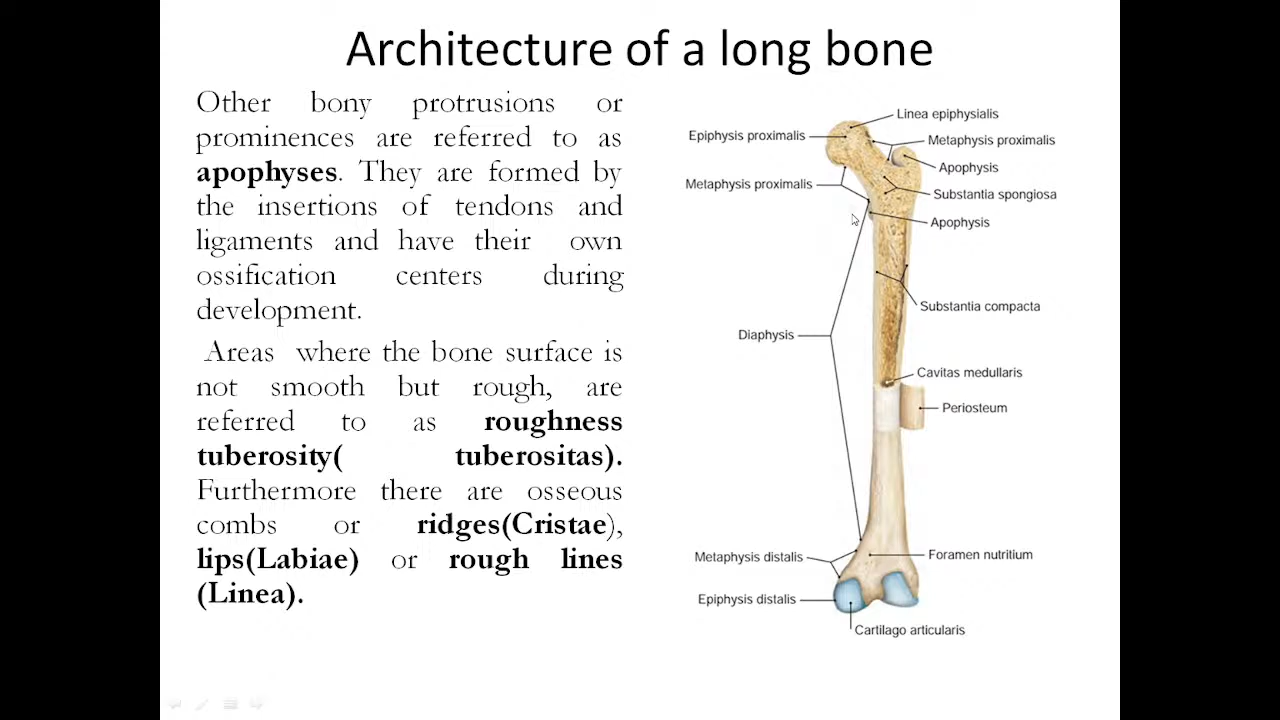 Architecture of a long bone
Other bony protrusions or
prominences are referred to as
apophyses. They are formed by
the insertions of tendons and
ligaments and have their own
ossification centers during
development.
Areas where the bone surface is
not smooth but rough, are
referred to as roughness
tuberosity( tuberositas).
Furthermore there are osseous
combs or ridges(Cristae),
lips(Labiae) or rough lines
(Linea).
Linea epiphysialis
Epiphysis proximalis
Metaphysis proximalis
Apophysis
Metaphysis proximalis
Substantia spongiosa
Apophysis
Substantia compacta
Diaphysis
Cavitas medullaris
Periosteum
Metaphysis distalis
Foramen nutritium
Epiphysis distalis
Cartilago articularis